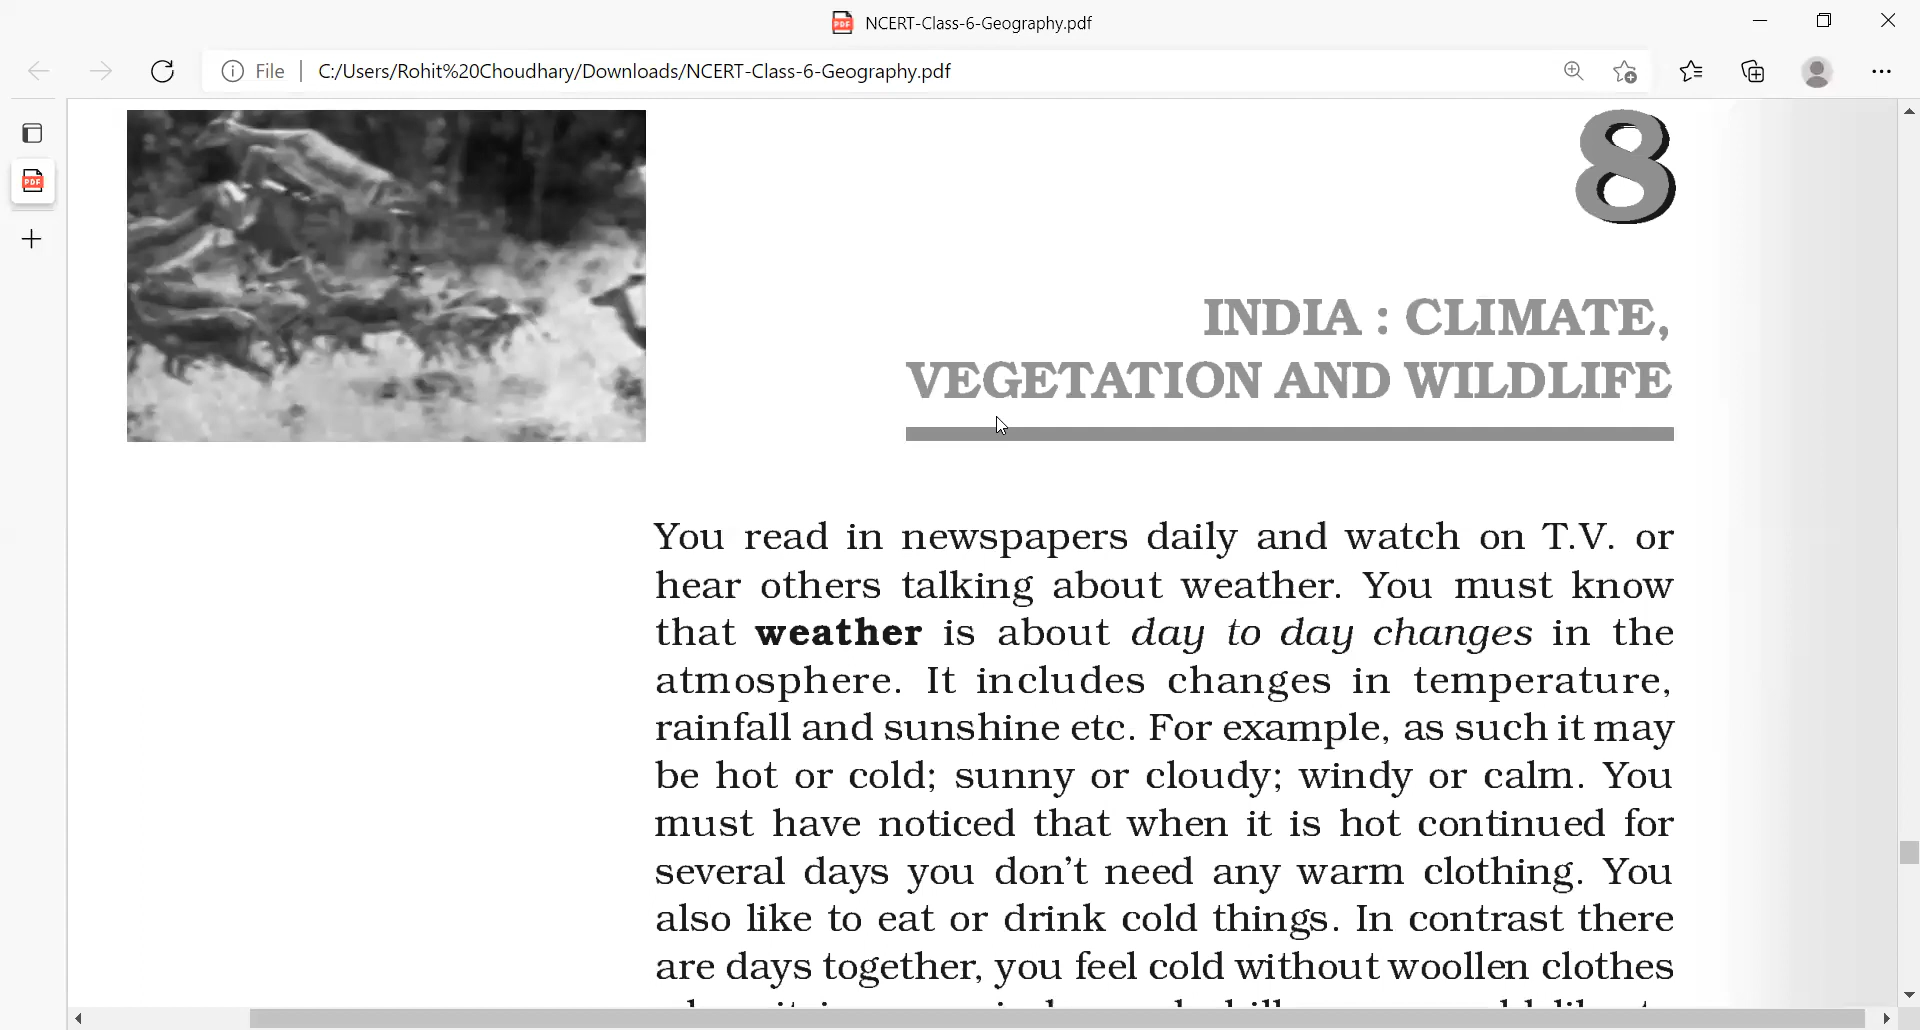 NCERT-Class-6-Geography.pdf
File
C:/Users/Rohit%20Choudhary/Downloads/NCERT-Class-6-Geography.pdf
8
INDIA : CLIMATE,
VEGETATION AND WILDLIFE
You read in newspapers daily and watch on T.V. or
hear others talking about weather. You must know
that weather is about day to day changes in the
atmosphere. It includes changes in temperature,
rainfall and sunshine etc. For example, as such it may
be hot or cold; sunny or cloudy; windy or calm. You
must have noticed that when it is hot continued for
several days you don't need any warm clothing. You
also like to eat or drink cold things. In contrast there
are days together, you feel cold without woollen clothes